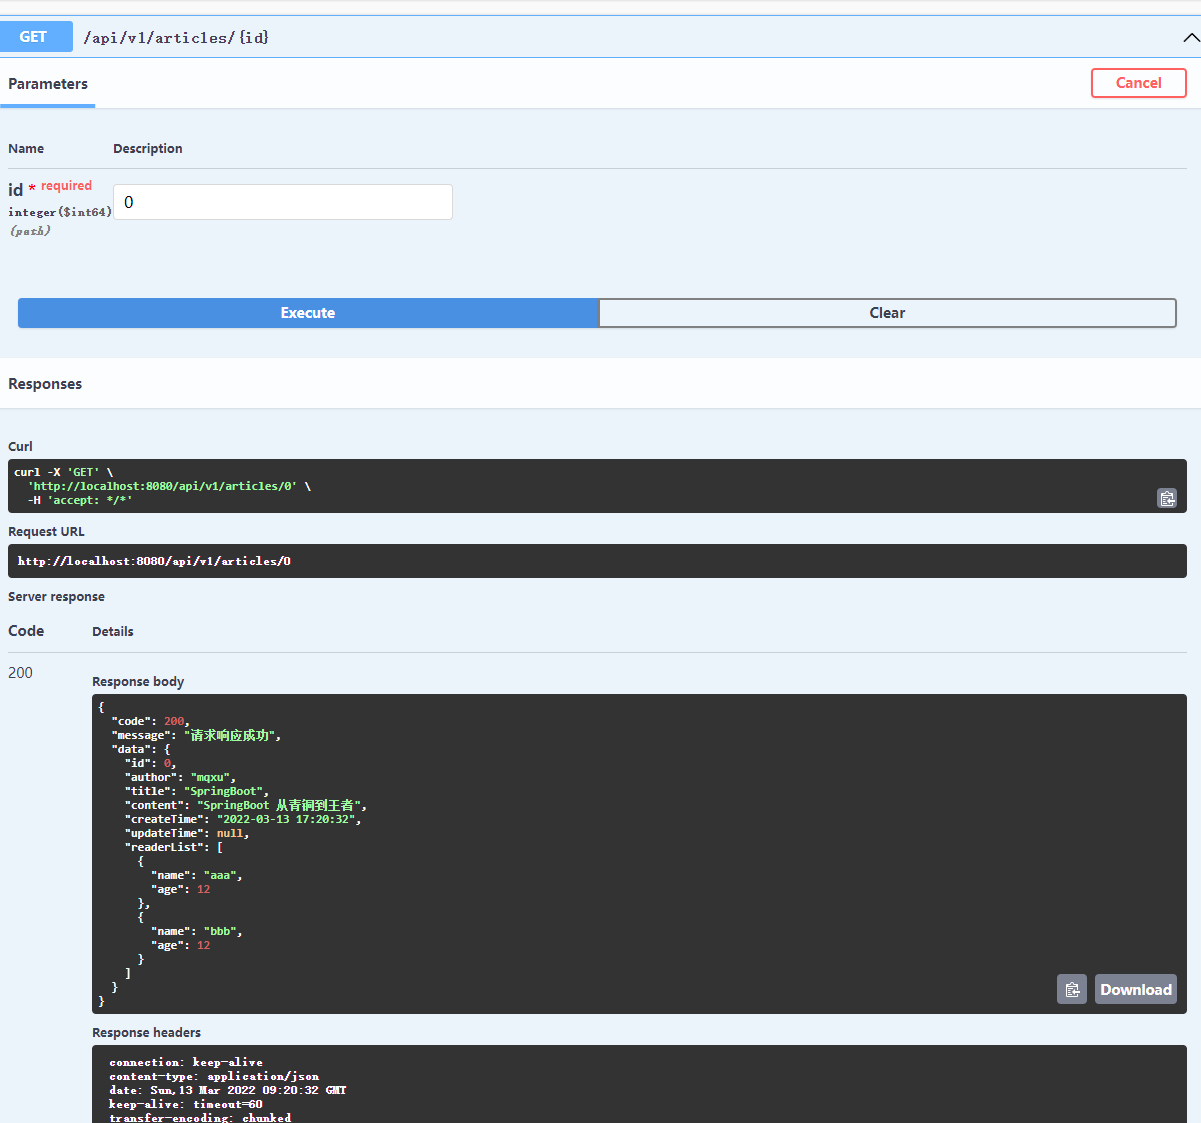 GET /api/v1/articles/{id}
Parameters
Cancel
Name Description
id * required
integer($int64)
(path)
0
Execute Clear
Responses
Curl
curl -X 'GET' \
'http://localhost:8080/api/v1/articles/0' \
-H 'accept: */*'
Request URL
http://localhost:8080/api/v1/articles/0
Server response
Code Details
200
Response body
{
"code": 200,
"message": "请求响应成功",
"data": {
"id": 0,
"author": "mqxu",
"title": "SpringBoot",
"content": "SpringBoot 从青铜到王者",
"createTime": "2022-03-13 17:20:32",
"updateTime": null,
"readerList": [
{
"name": "aaa",
"age": 12
},
{
"name": "bbb",
"age": 12
}
]
}
}
Download
Response headers
connection: keep-alive
content-type: application/json
date: Sun,13 Mar 2022 09:20:32 GMT
keep-alive: timeout=60
transfer-encoding: chunked